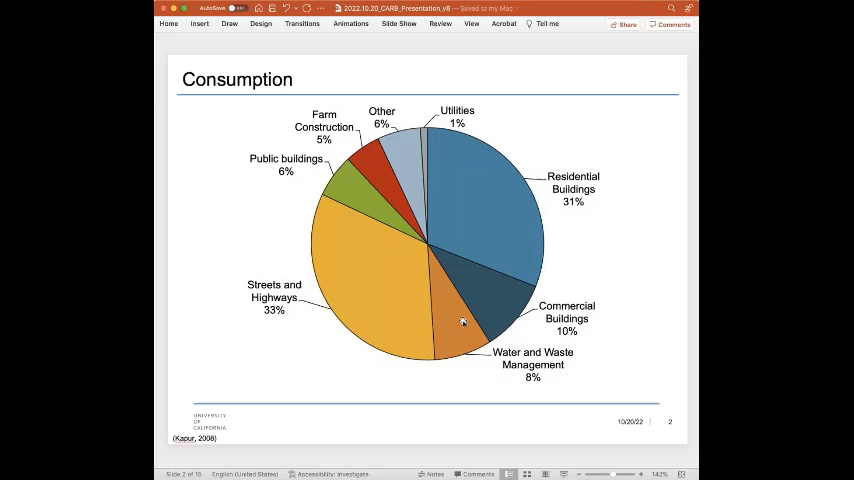 AutoSave OFF
2022.10.20_CARB_Presentation_v8 — Saved to my Mac
Home Insert Draw Design Transitions Animations Slide Show Review View Acrobat Tell me Share Comments
Consumption
Utilities
1%
Other
6%
Farm
Construction
5%
Public buildings
6%
Residential
Buildings
31%
Streets and
Highways
33%
Commercial
Buildings
10%
Water and Waste
Management
8%
UNIVERSITY
OF
CALIFORNIA
10/20/22 2
(Kapur, 2008)
Slide 2 of 16 English (United States) Accessibility: Investigate Notes Comments 142%